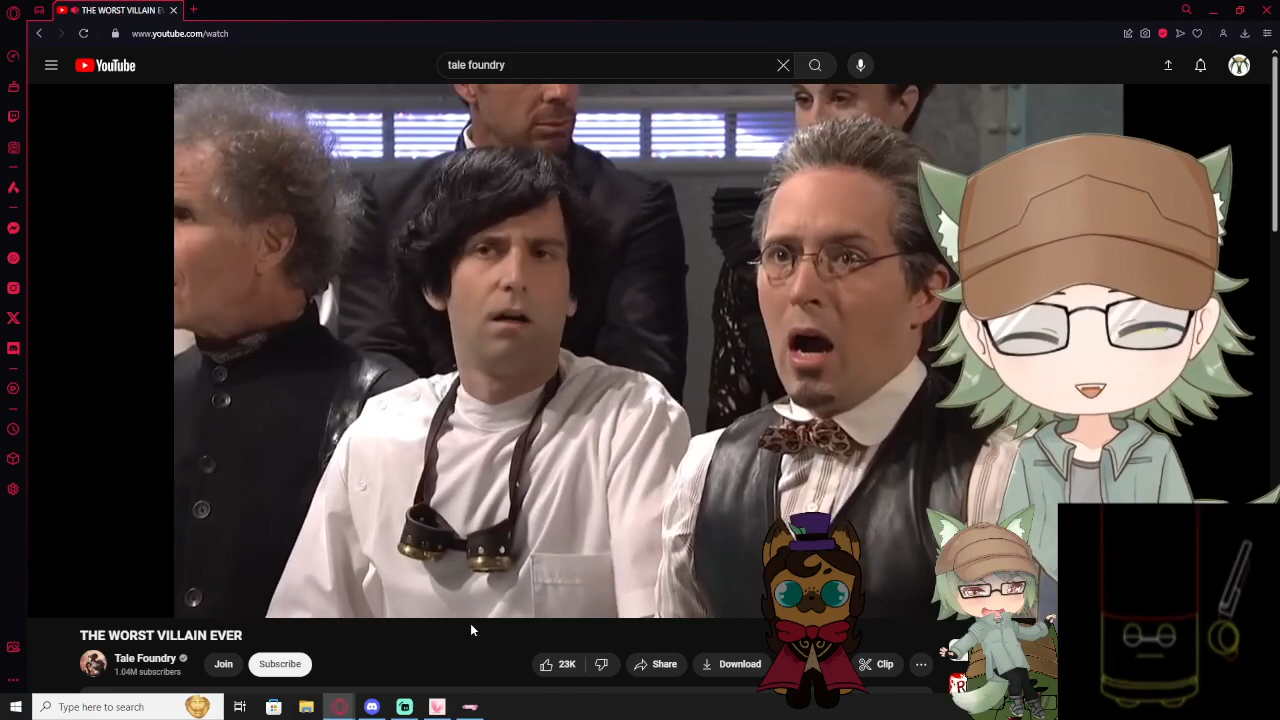 THE WORST VILLAIN E
www.youtube.com/watch
YouTube
tale foundry
THE WORST VILLAIN EVER
Tale Foundry
1.04M subscribers
Join
Subscribe
23K
Share
Download
Clip
Type here to search